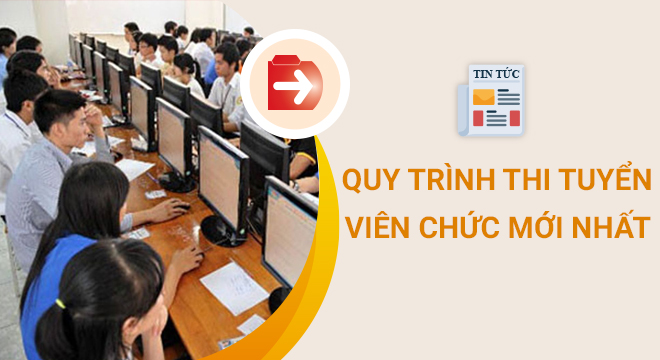 TIN TỨC
QUY TRÌNH THI TUYỂN
VIÊN CHỨC MỚI NHẤT